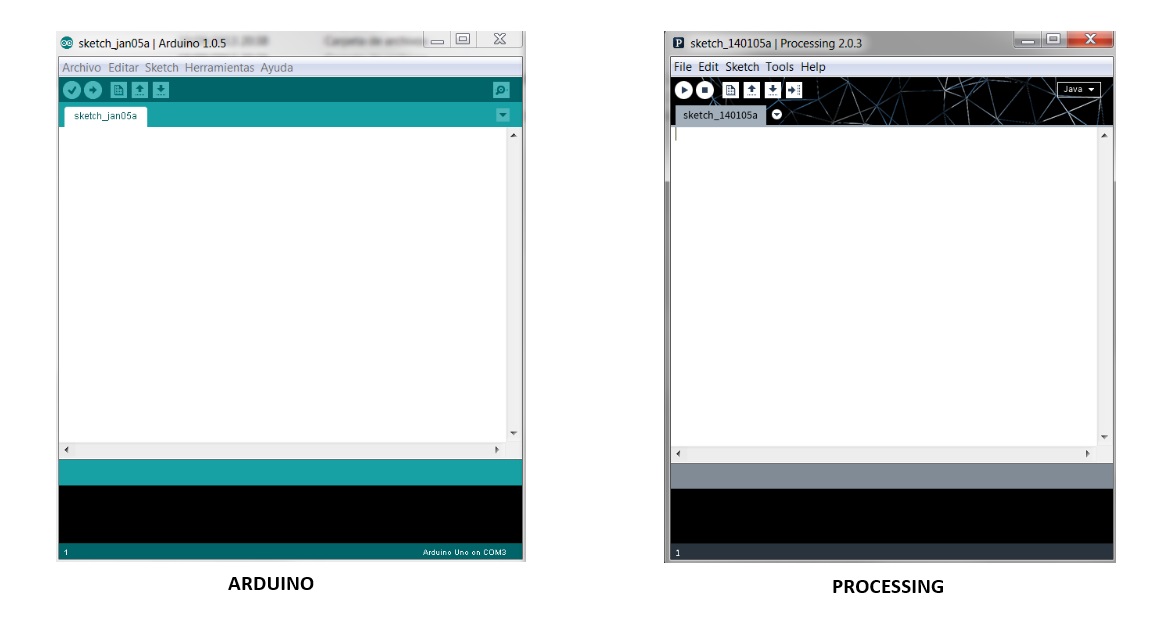 sketch_jan05a | Arduino 1.0.5
Archivo Editar Sketch Herramientas Ayuda
sketch_jan05a
1
Arduino Uno on COM3
ARDUINO
sketch_140105a | Processing 2.0.3
File Edit Sketch Tools Help
Java
sketch_140105a
1
PROCESSING